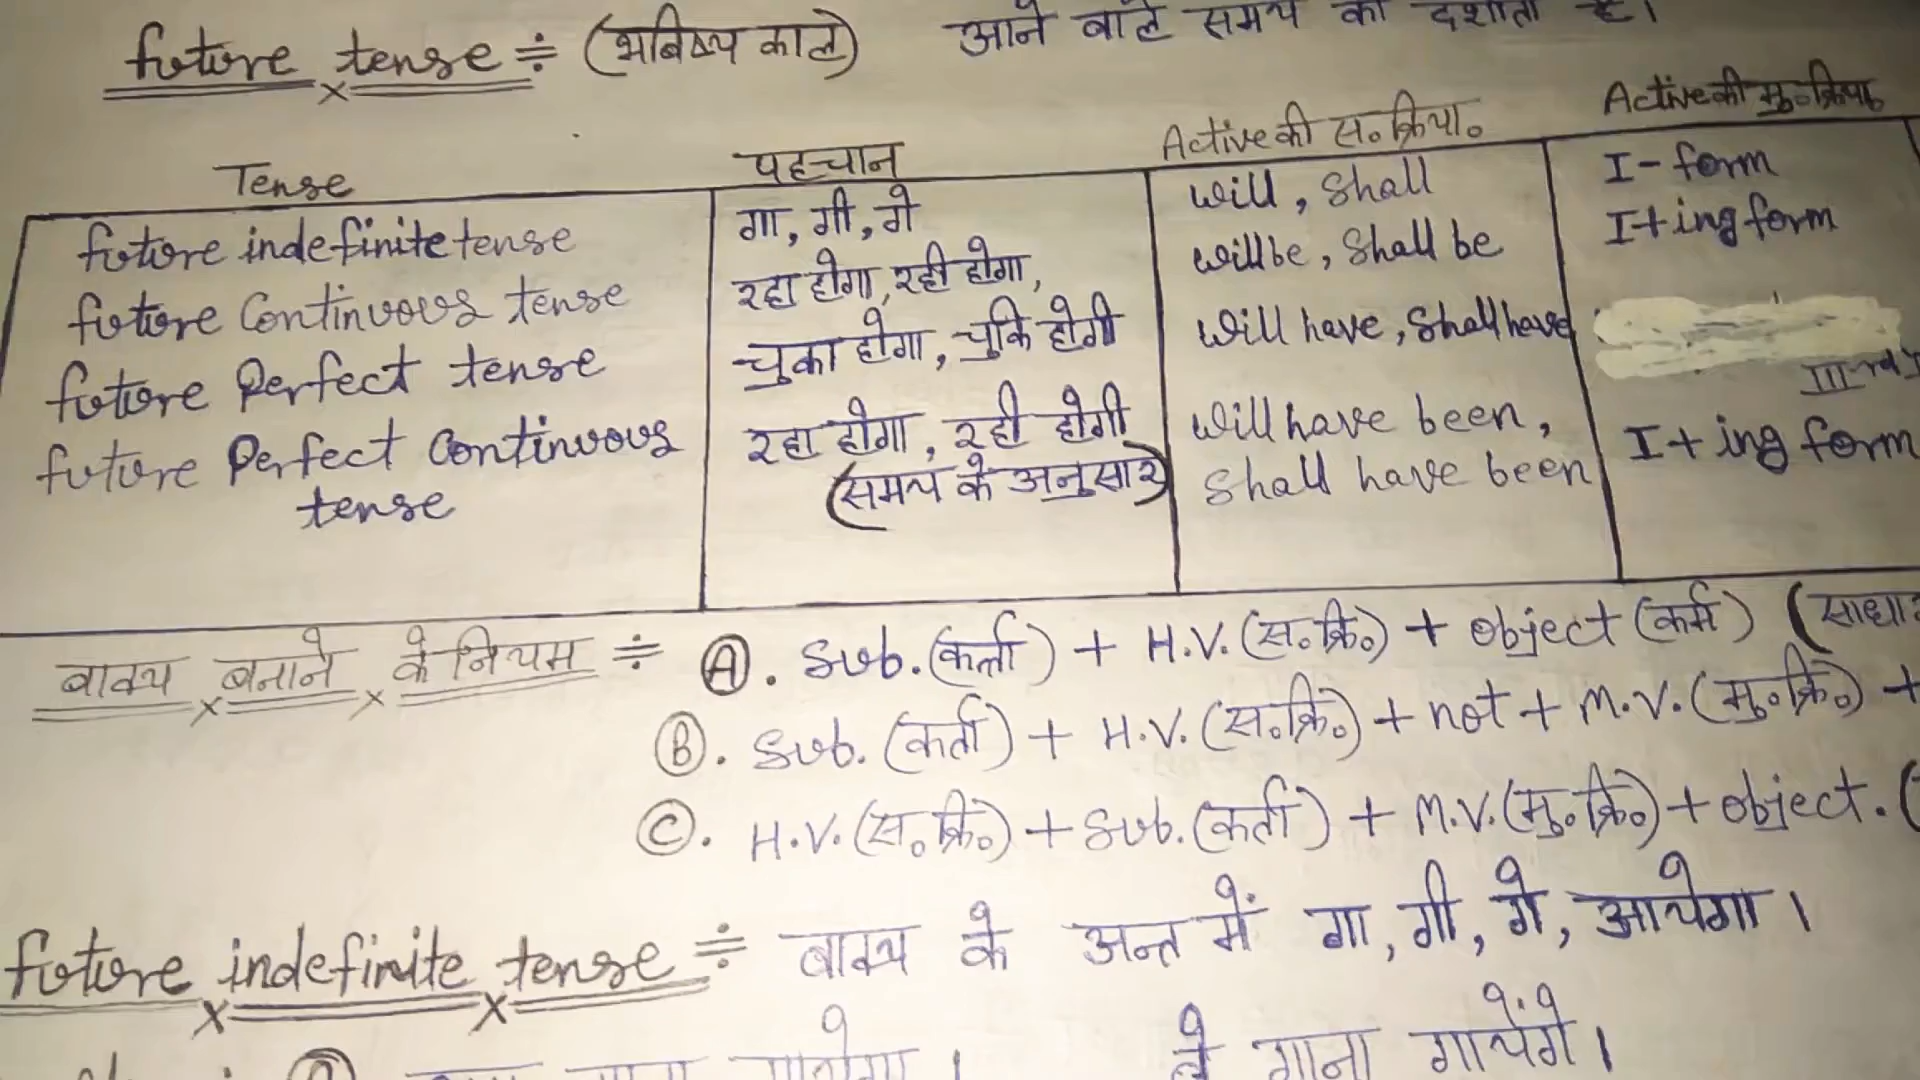 future tense ÷ (भबिष्य काल) आने वाले समय को दर्शाता है।
Tense पहचान Active की स० क्रिया० Active की मु० क्रिया०
future indefinite tense गा, गी, गे will, shall I - form
future Continuous tense रहा होगा, रही होगा, will be, shall be I + ing form
future Perfect tense चुका होगा, चुकि होगी will have, shall have III-rd
future Perfect Continuous रहा होगा, रही होगी will have been, I + ing form
tense (समय के अनुसार) shall have been
वाक्य बनाने के नियम ÷ (A). Sub. (कर्ता) + H.V. (स० क्रि०) + object (कर्म)
(B). Sub. (कर्ता) + H.V. (स० क्रि०) + not + M.V. (मु० क्रि०) +
(C). H.V. (स० क्रि०) + Sub. (कर्ता) + M.V. (मु० क्रि०) + object. (
future indefinite tense ÷ वाक्य के अन्त में गा, गी, गे, आयेगा।
वे गाना गायेंगे।